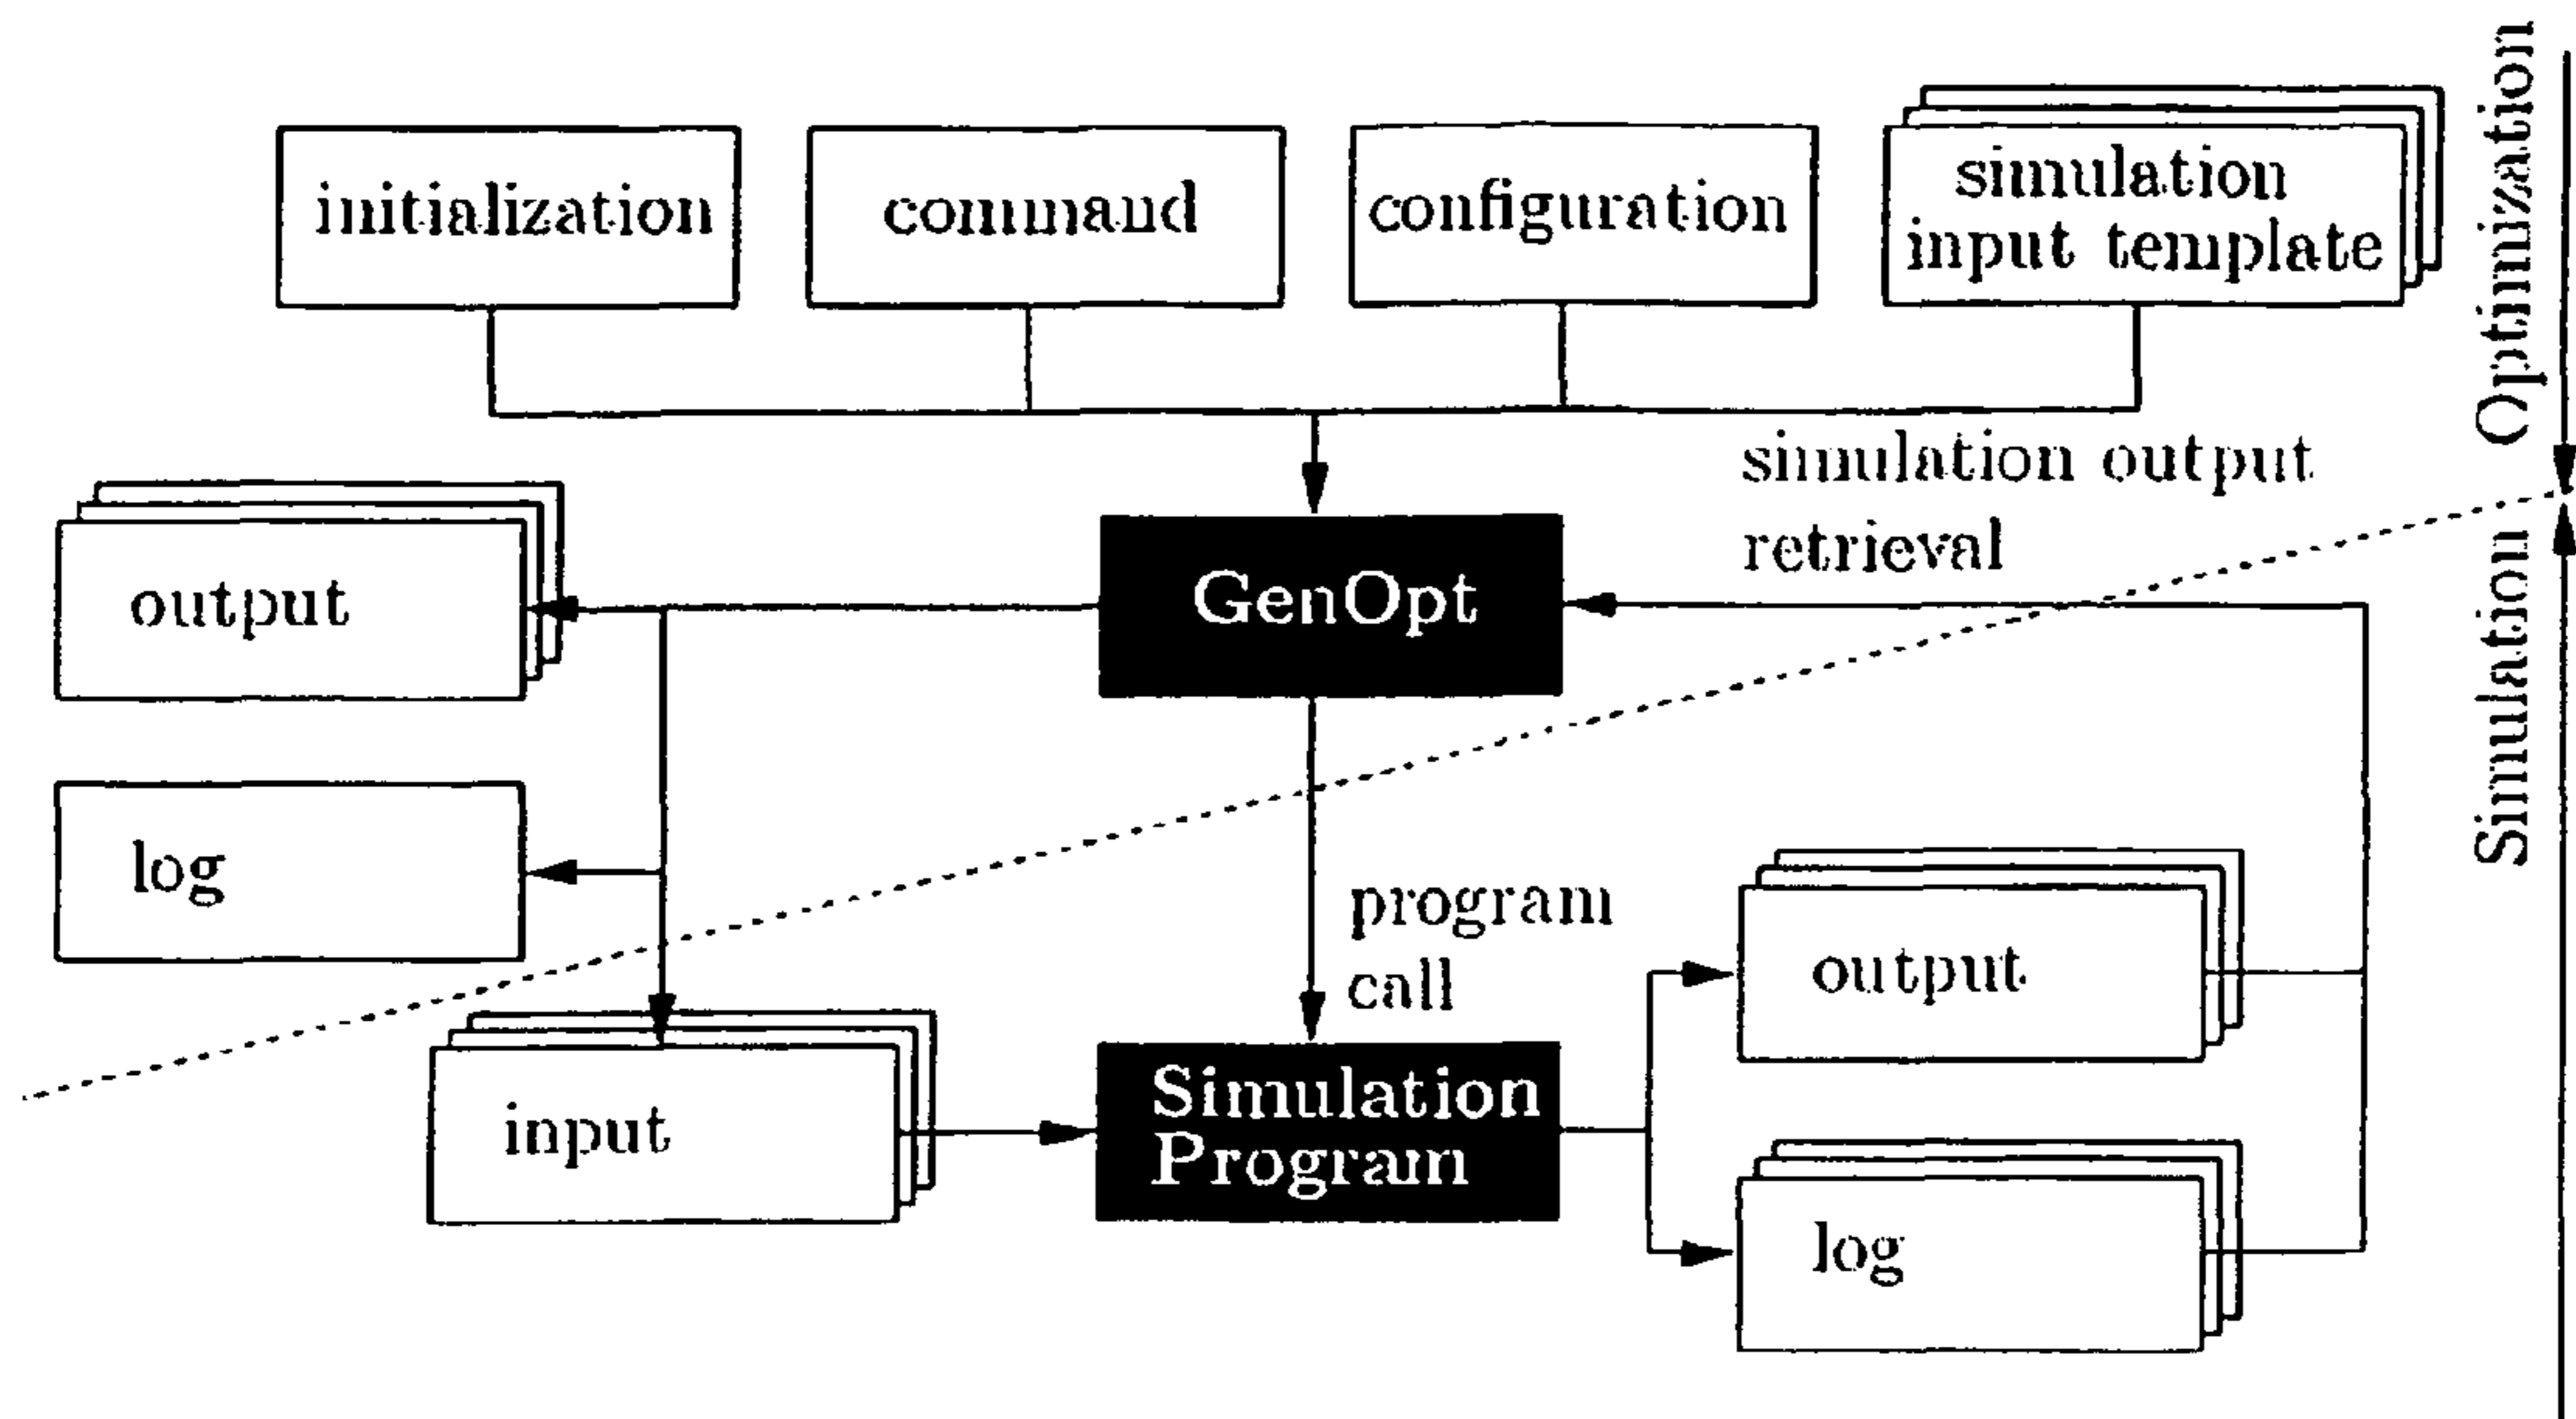 initialization
command
configuration
simulation
input template
Optimization
simulation output
retrieval
GenOpt
output
Simulation
log
program
call
output
input
Simulation
Program
log